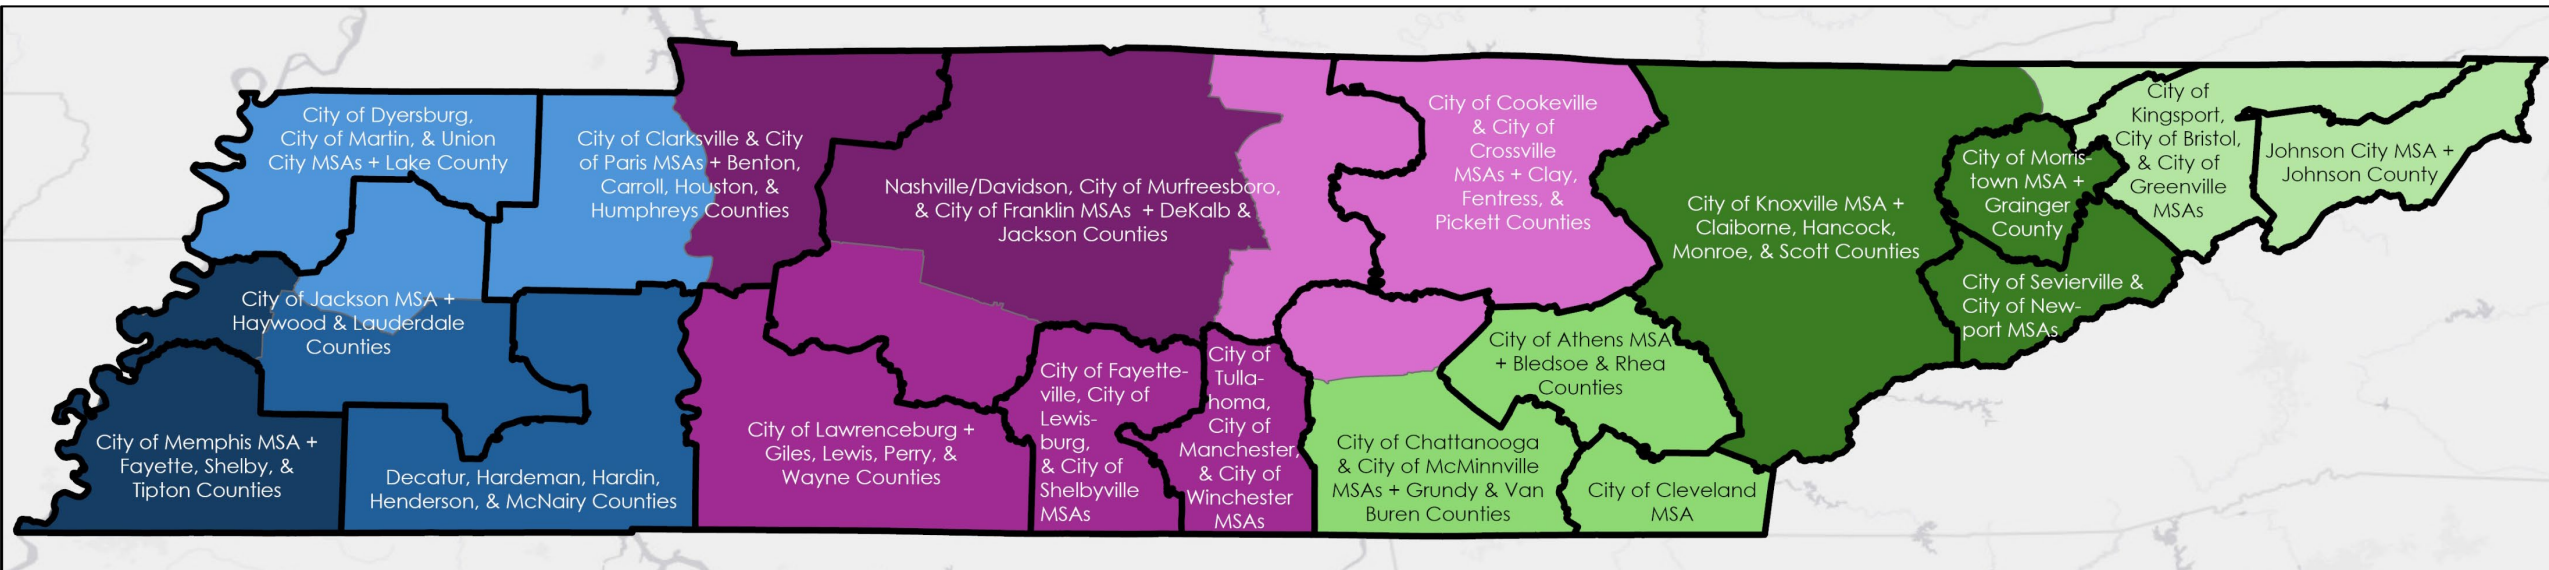 City of Dyersburg,
City of Martin, & Union
City MSAs + Lake County
City of Clarksville & City
of Paris MSAs + Benton,
Carroll, Houston, &
Humphreys Counties
Nashville/Davidson, City of Murfreesboro,
& City of Franklin MSAs + DeKalb &
Jackson Counties
City of Cookeville
& City of
Crossville
MSAs + Clay,
Fentress, &
Pickett Counties
City of Knoxville MSA +
Claiborne, Hancock,
Monroe, & Scott Counties
City of Morris-
town MSA +
Grainger
County
City of
Kingsport,
City of Bristol,
& City of
Greenville
MSAs
Johnson City MSA +
Johnson County
City of Sevierville &
City of New-
port MSAs
City of Jackson MSA +
Haywood & Lauderdale
Counties
City of Memphis MSA +
Fayette, Shelby, &
Tipton Counties
Decatur, Hardeman, Hardin,
Henderson, & McNairy Counties
City of Lawrenceburg +
Giles, Lewis, Perry, &
Wayne Counties
City of Fayette-
ville, City of
Lewis-
burg,
& City of
Shelbyville
MSAs
City of
Tulla-
homa,
City of
Manchester,
& City of
Winchester
MSAs
City of Athens MSA
+ Bledsoe & Rhea
Counties
City of Chattanooga
& City of McMinnville
MSAs + Grundy & Van
Buren Counties
City of Cleveland
MSA